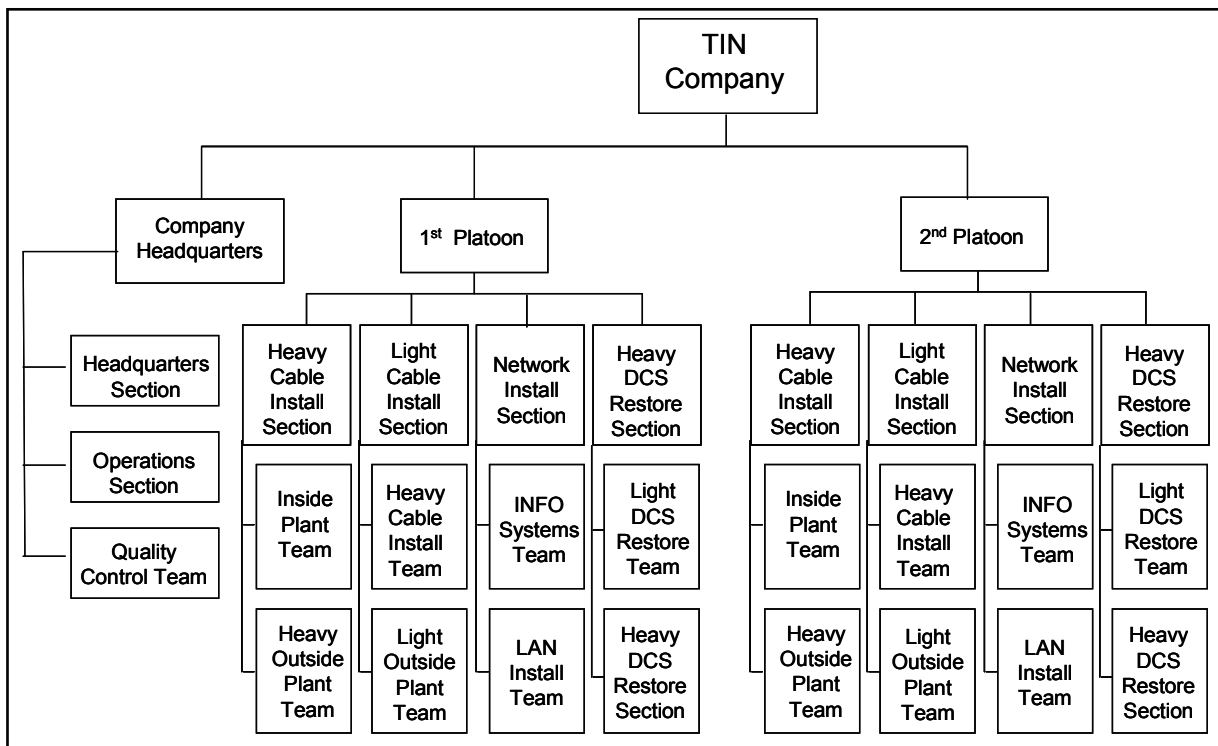 TIN
Company
Company
Headquarters
1st Platoon
2nd Platoon
Headquarters
Section
Operations
Section
Quality
Control Team
Heavy
Cable
Install
Section
Light
Cable
Install
Section
Network
Install
Section
Heavy
DCS
Restore
Section
Inside
Plant
Team
Heavy
Cable
Install
Team
INFO
Systems
Team
Light
DCS
Restore
Team
Heavy
Outside
Plant
Team
Light
Outside
Plant
Team
LAN
Install
Team
Heavy
DCS
Restore
Section
Heavy
Cable
Install
Section
Light
Cable
Install
Section
Network
Install
Section
Heavy
DCS
Restore
Section
Inside
Plant
Team
Heavy
Cable
Install
Team
INFO
Systems
Team
Light
DCS
Restore
Team
Heavy
Outside
Plant
Team
Light
Outside
Plant
Team
LAN
Install
Team
Heavy
DCS
Restore
Section